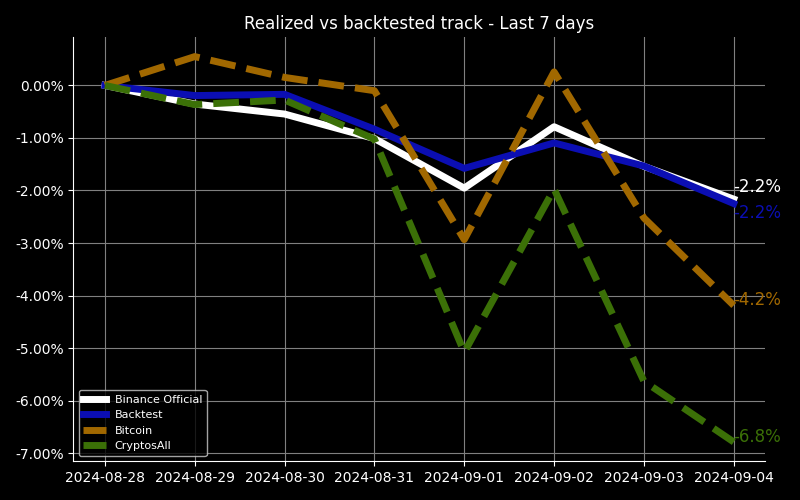 Realized vs backtested track - Last 7 days
0.00%
-1.00%
-2.00%
-3.00%
-4.00%
-5.00%
-6.00%
-7.00%
-2.2%
-2.2%
-4.2%
-6.8%
Binance Official
Backtest
Bitcoin
CryptosAll
2024-08-28 2024-08-29 2024-08-30 2024-08-31 2024-09-01 2024-09-02 2024-09-03 2024-09-04